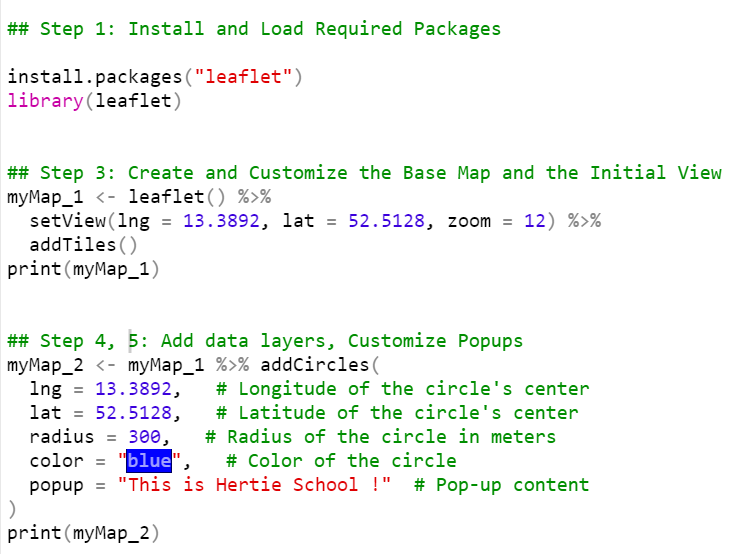 ## Step 1: Install and Load Required Packages
install.packages("leaflet")
library(leaflet)
## Step 3: Create and Customize the Base Map and the Initial View
myMap_1 <- leaflet() %>%
  setView(lng = 13.3892, lat = 52.5128, zoom = 12) %>%
  addTiles()
print(myMap_1)
## Step 4, 5: Add data layers, Customize Popups
myMap_2 <- myMap_1 %>% addCircles(
  lng = 13.3892,   # Longitude of the circle's center
  lat = 52.5128,   # Latitude of the circle's center
  radius = 300,   # Radius of the circle in meters
  color = "blue",   # Color of the circle
  popup = "This is Hertie School !"  # Pop-up content
)
print(myMap_2)